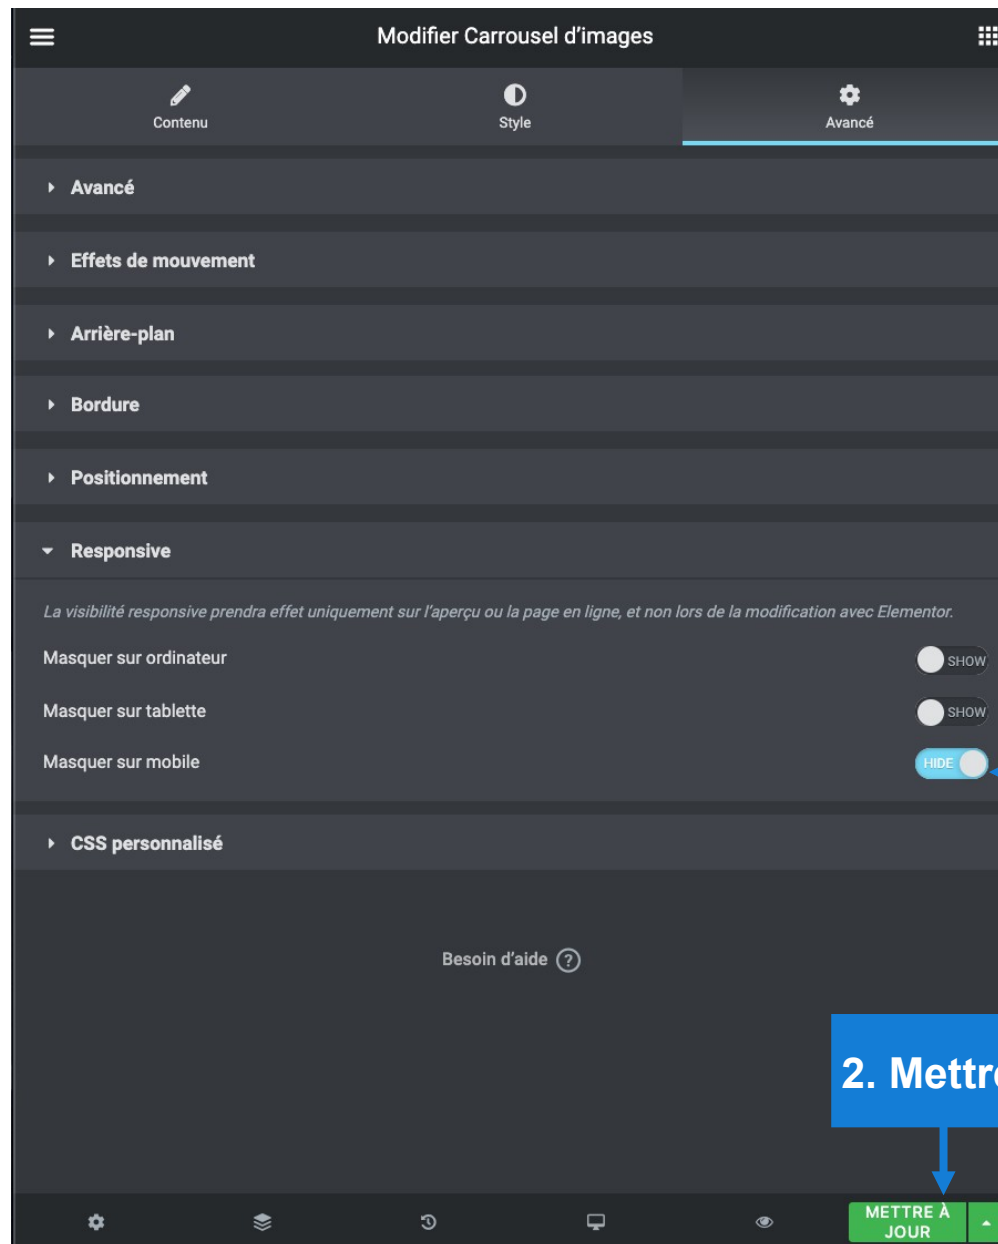 Modifier Carrousel d’images
Contenu
Style
Avancé
Avancé
Effets de mouvement
Arrière-plan
Bordure
Positionnement
Responsive
La visibilité responsive prendra effet uniquement sur l’aperçu ou la page en ligne, et non lors de la modification avec Elementor.
Masquer sur ordinateur
SHOW
Masquer sur tablette
SHOW
Masquer sur mobile
HIDE
CSS personnalisé
Besoin d’aide ?
2. Mettre
METTRE À
JOUR